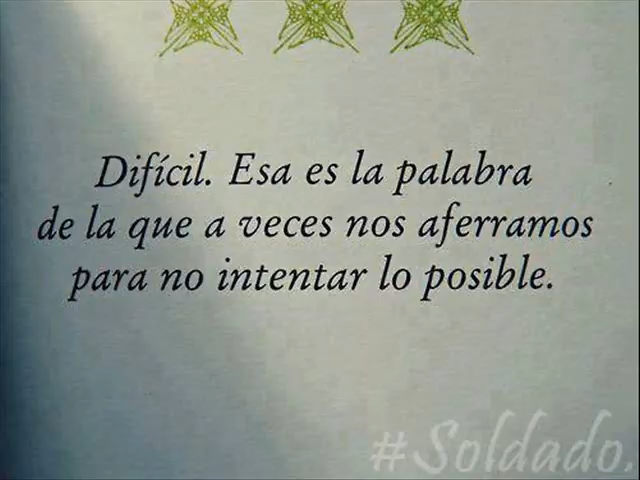 Difícil. Esa es la palabra
de la que a veces nos aferramos
para no intentar lo posible.
#Soldado.